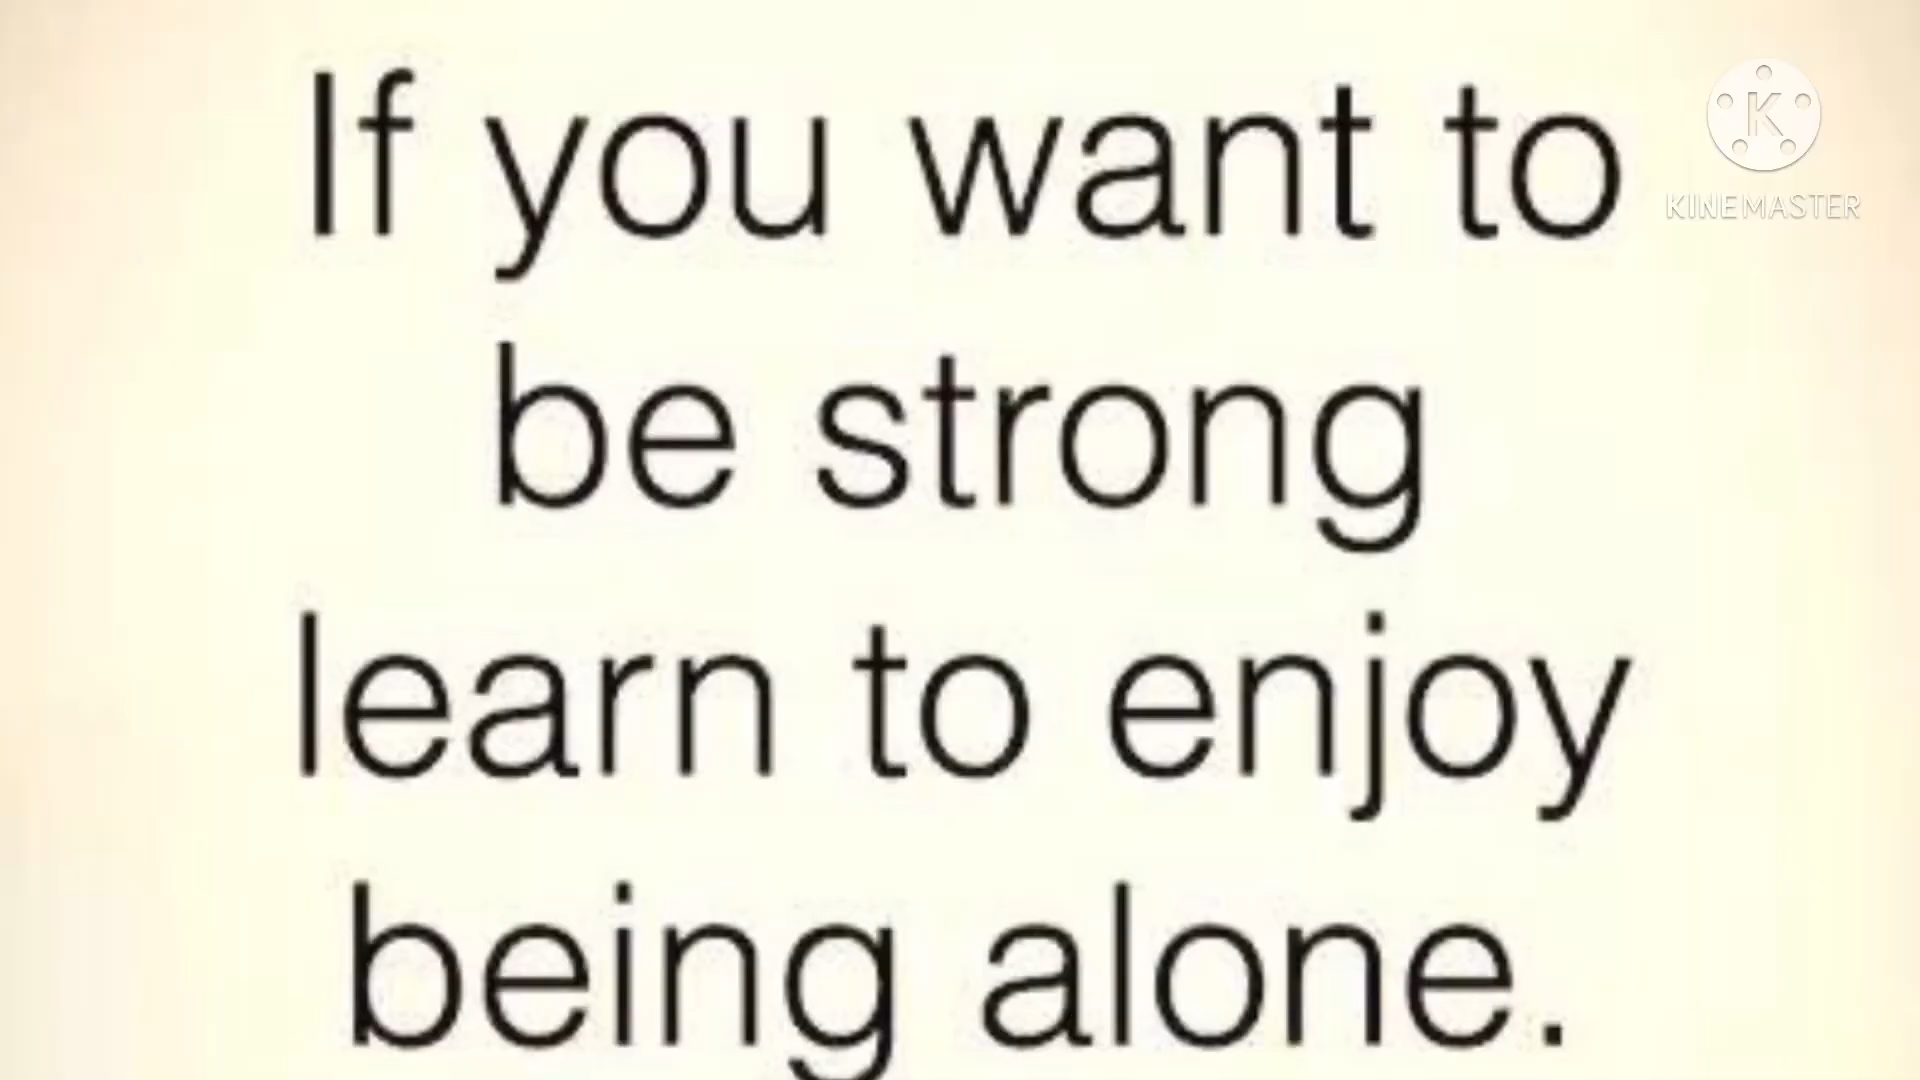 If you want to
K
KINEMASTER
be strong
learn to enjoy
being alone.